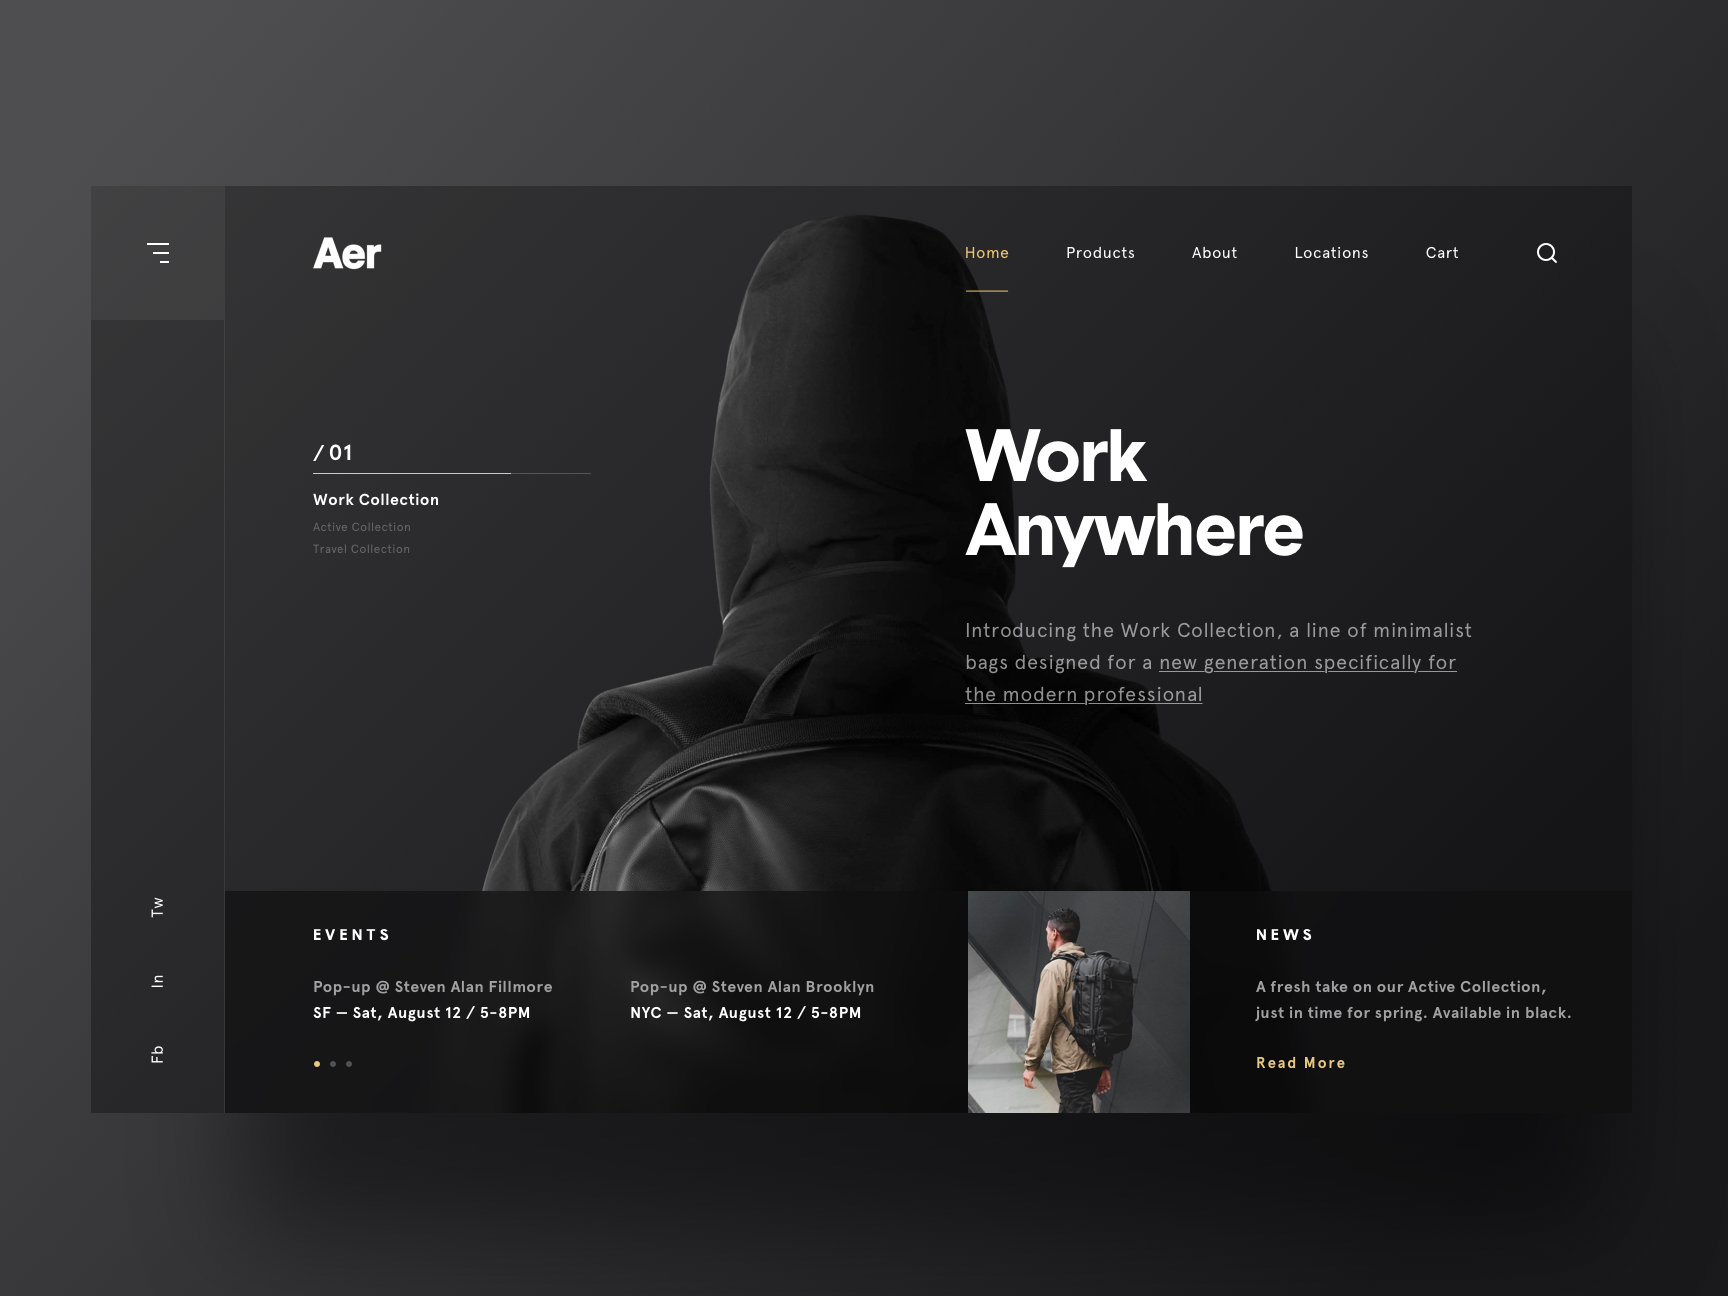 Aer
Home Products About Locations Cart
/ 01
Work Collection
Active Collection
Travel Collection
Work
Anywhere
Introducing the Work Collection, a line of minimalist
bags designed for a new generation specifically for
the modern professional
Tw
In
Fb
EVENTS
Pop-up @ Steven Alan Fillmore
SF — Sat, August 12 / 5-8PM
Pop-up @ Steven Alan Brooklyn
NYC — Sat, August 12 / 5-8PM
NEWS
A fresh take on our Active Collection,
just in time for spring. Available in black.
Read More